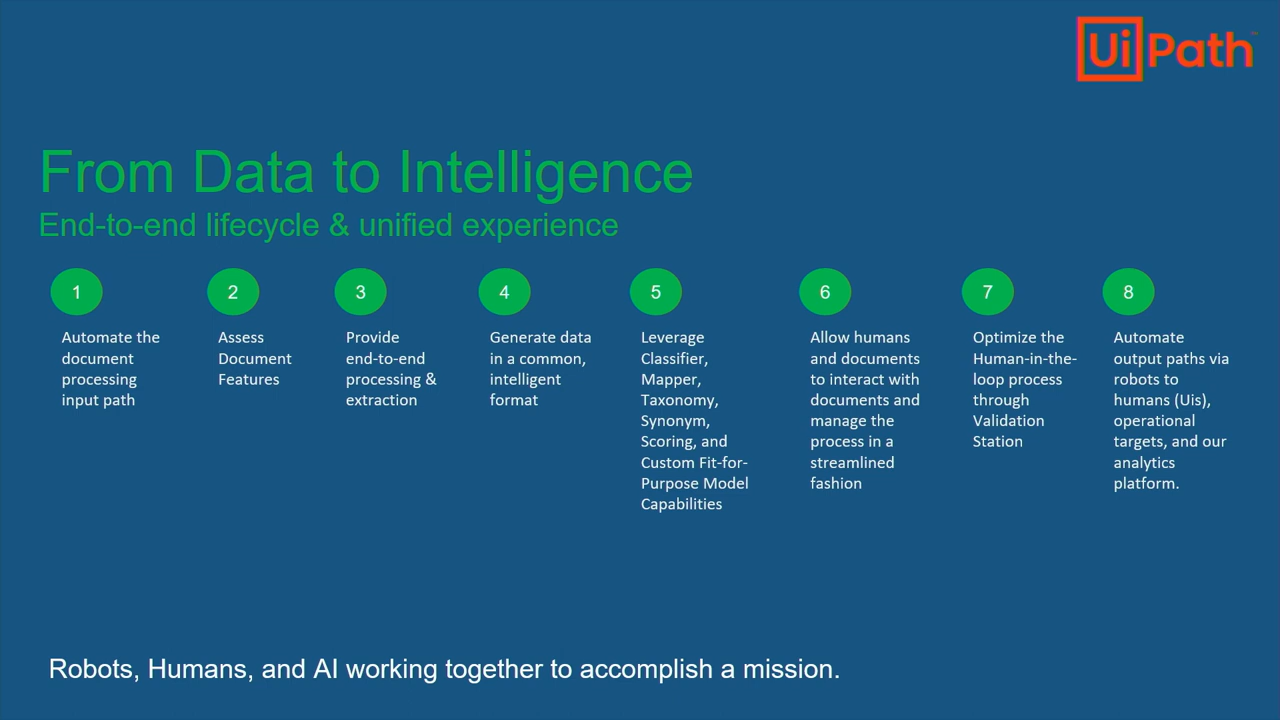 UiPath™
From Data to Intelligence
End-to-end lifecycle & unified experience
1
Automate the
document
processing
input path
2
Assess
Document
Features
3
Provide
end-to-end
processing &
extraction
4
Generate data
in a common,
intelligent
format
5
Leverage
Classifier,
Mapper,
Taxonomy,
Synonym,
Scoring, and
Custom Fit-for-
Purpose Model
Capabilities
6
Allow humans
and documents
to interact with
documents and
manage the
process in a
streamlined
fashion
7
Optimize the
Human-in-the-
loop process
through
Validation
Station
8
Automate
output paths via
robots to
humans (Uis),
operational
targets, and our
analytics
platform.
Robots, Humans, and AI working together to accomplish a mission.